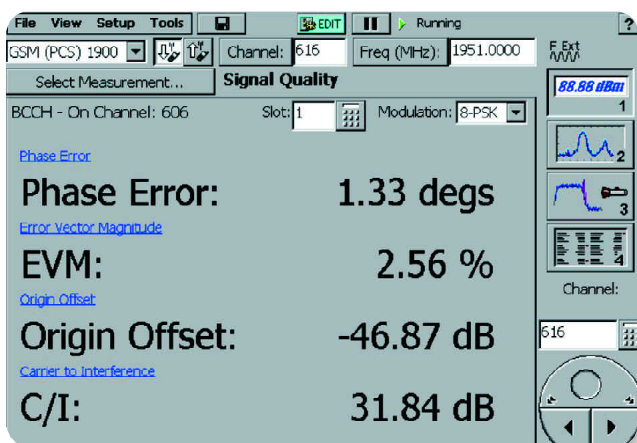 File View Setup Tools EDIT Running ?
GSM (PCS) 1900 Channel: 616 Freq (MHz): 1951.0000 F Ext
Select Measurement... Signal Quality
88.88 dBm
1
BCCH - On Channel: 606 Slot: 1 Modulation: 8-PSK
2
Phase Error
Phase Error: 1.33 degs
3
Error Vector Magnitude
EVM: 2.56 %
4
Origin Offset
Channel:
Origin Offset: -46.87 dB
616
Carrier to Interference
C/I: 31.84 dB